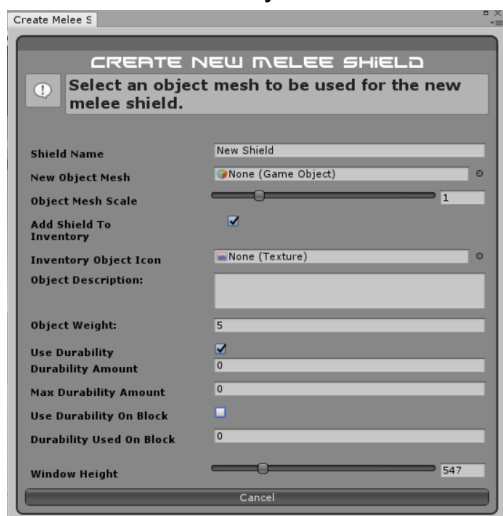 Create Melee S
CREATE NEW MELEE SHIELD
Select an object mesh to be used for the new
melee shield.
Shield Name New Shield
New Object Mesh None (Game Object)
Object Mesh Scale 1
Add Shield To
Inventory
Inventory Object Icon None (Texture)
Object Description:
Object Weight: 5
Use Durability
Durability Amount 0
Max Durability Amount 0
Use Durability On Block
Durability Used On Block 0
Window Height 547
Cancel